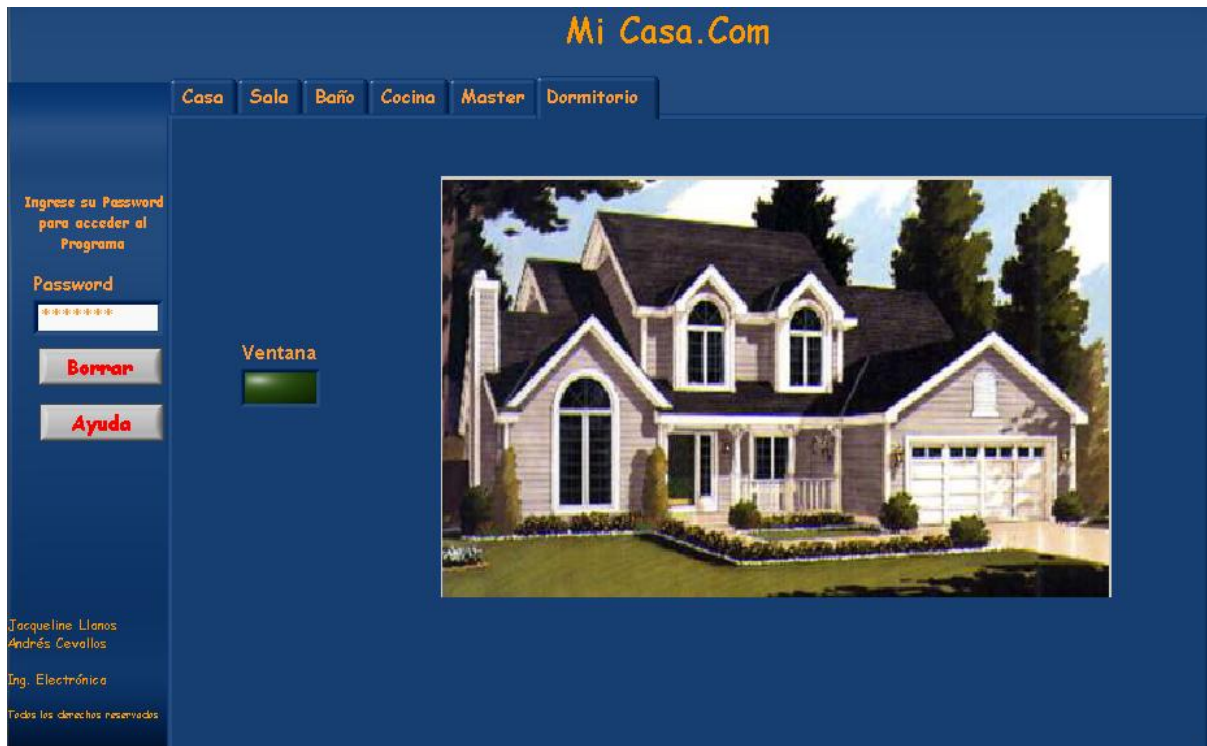 Mi Casa.Com
Casa Sala Baño Cocina Master Dormitorio
Ingrese su Password
para acceder al
Programa
Password
*******
Borrar
Ayuda
Ventana
Jacqueline Llanos
Andrés Cevallos
Ing. Electrónica
Todos los derechos reservados